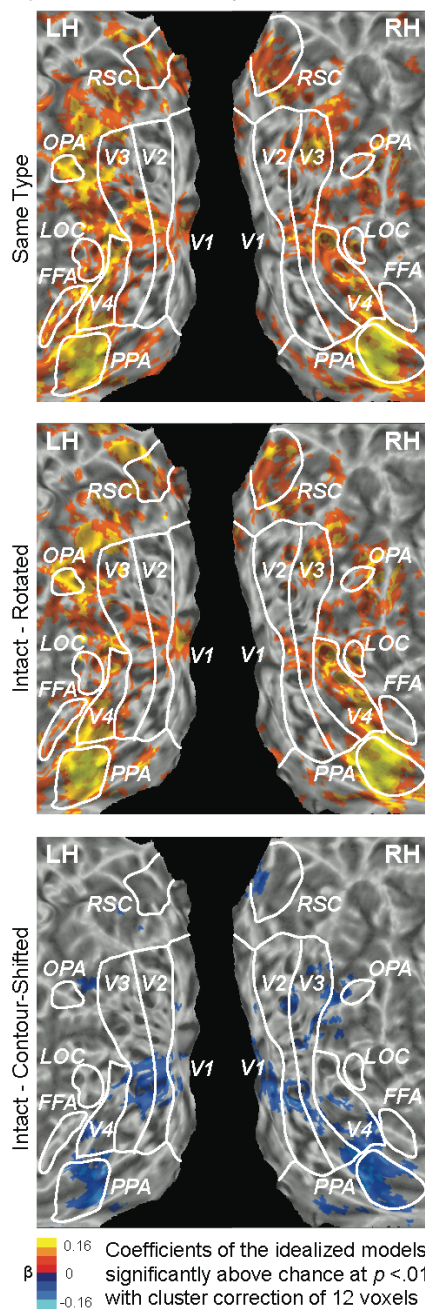 LH RH
RSC
OPA V3 V2 V2 V3 OPA
Same Type
LOC V1 V1 LOC
FFA FFA
V4 V4
PPA PPA
LH RH
RSC RSC
OPA V3 V2 V2 V3 OPA
Intact - Rotated
LOC V1 V1 LOC
FFA FFA
V4 V4
PPA PPA
LH RH
RSC RSC
OPA V3 V2 V2 V3 OPA
Intact - Contour-Shifted
LOC V1 V1 LOC
FFA FFA
V4 V4
PPA PPA
β 0.16 0 -0.16
Coefficients of the idealized models
significantly above chance at p <.01
with cluster correction of 12 voxels